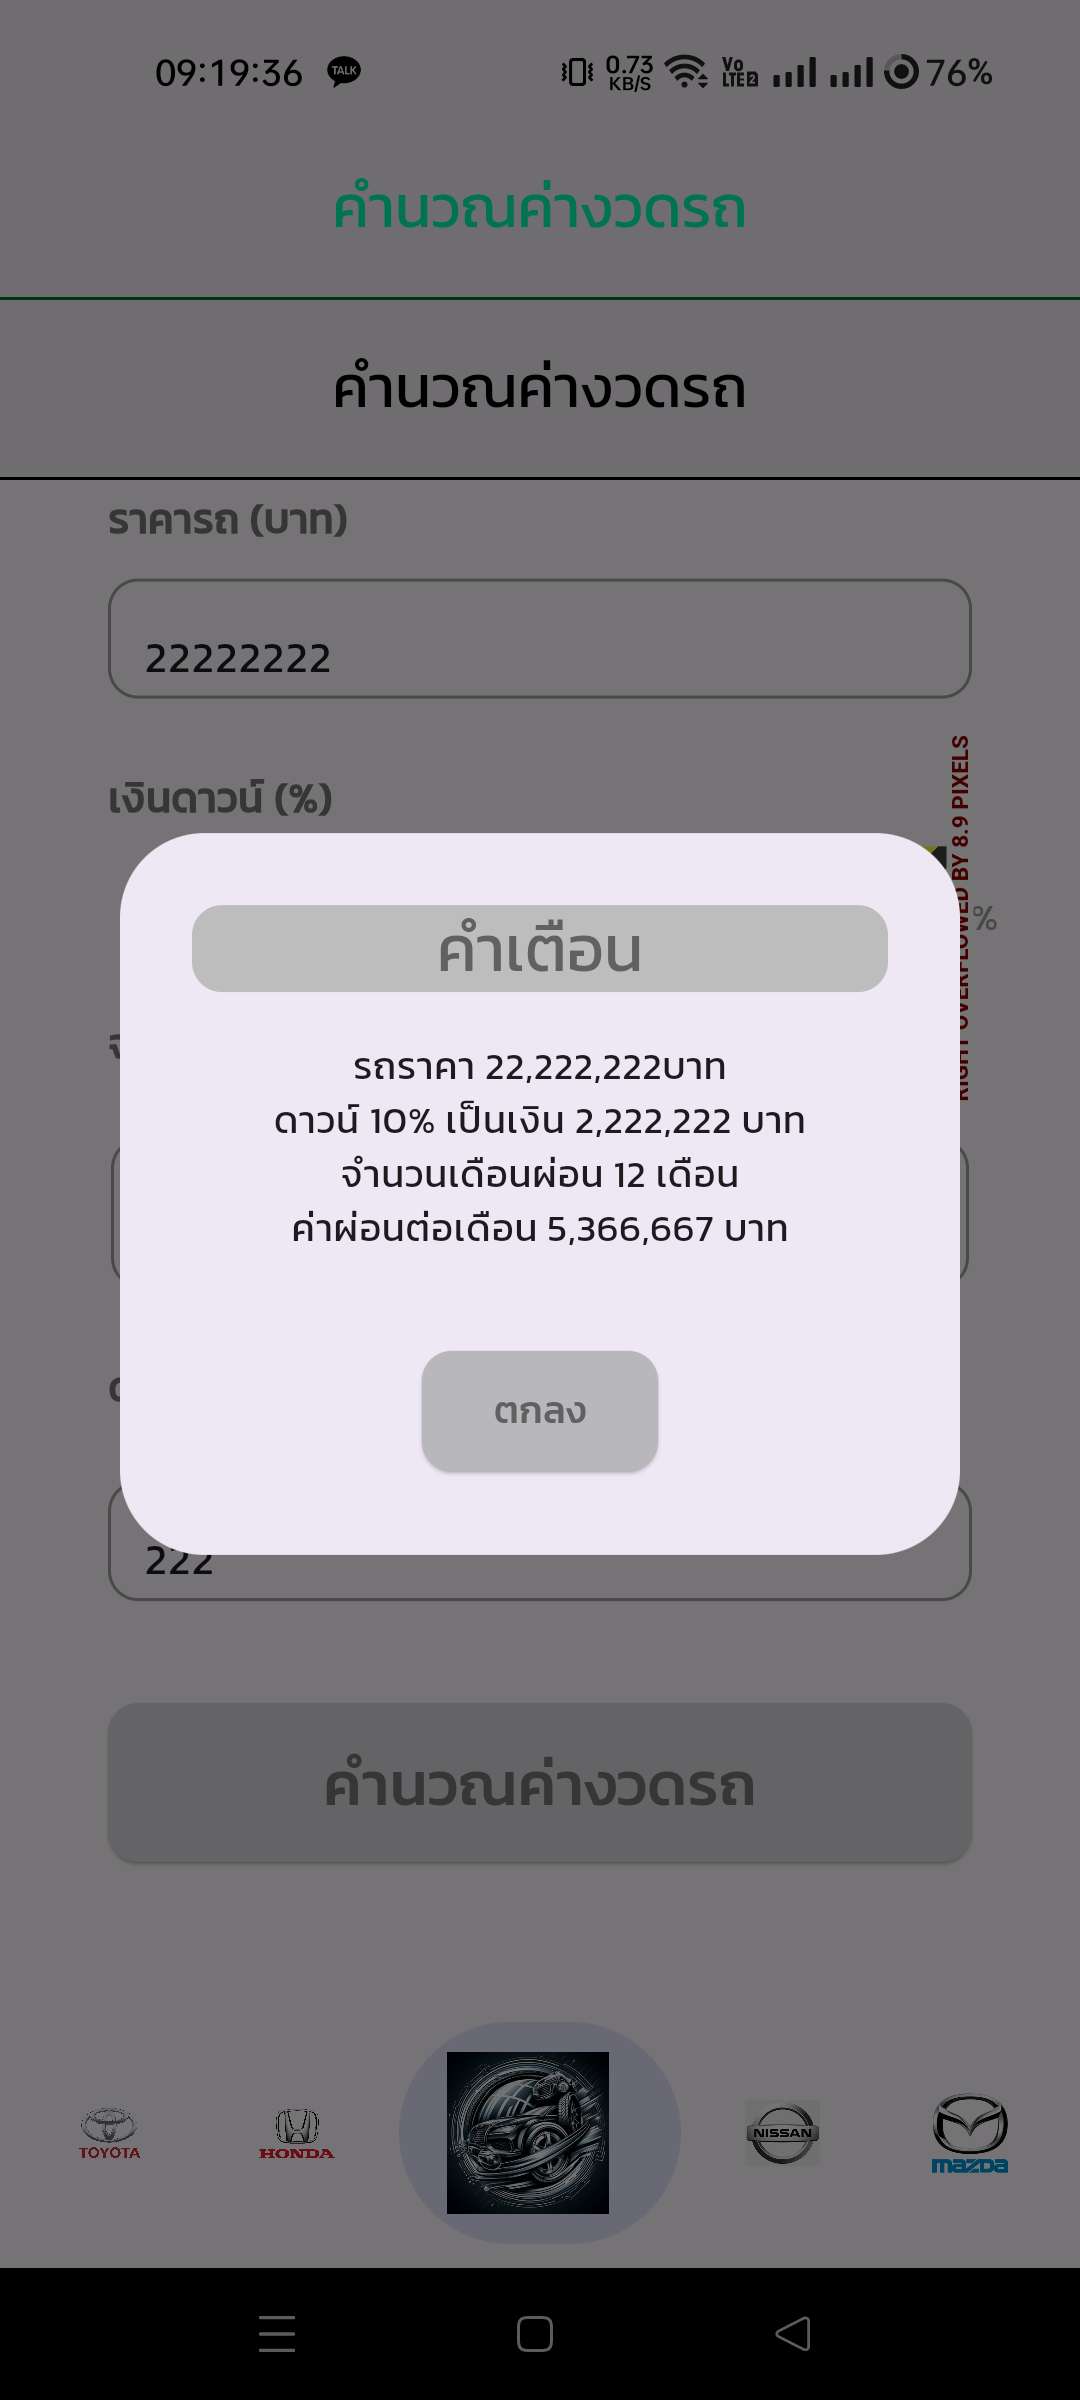 09:19:36 TALK 0.73 KB/S Vo LTE 2 76%
คำนวณค่างวดรถ
คำนวณค่างวดรถ
ราคารถ (บาท)
22222222
เงินดาวน์ (%)
RIGHT OVERFLOWED BY 8.9 PIXELS
%
คำเตือน
รถราคา 22,222,222บาท
ดาวน์ 10% เป็นเงิน 2,222,222 บาท
จำนวนเดือนผ่อน 12 เดือน
ค่าผ่อนต่อเดือน 5,366,667 บาท
ตกลง
222
คำนวณค่างวดรถ
TOYOTA HONDA NISSAN mazda